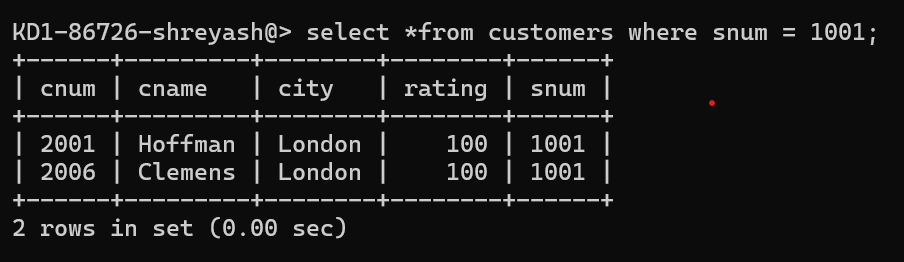 KD1-86726-shreyash@> select *from customers where snum = 1001;
+------+---------+--------+--------+------+
| cnum | cname   | city   | rating | snum |
+------+---------+--------+--------+------+
| 2001 | Hoffman | London |    100 | 1001 |
| 2006 | Clemens | London |    100 | 1001 |
+------+---------+--------+--------+------+
2 rows in set (0.00 sec)